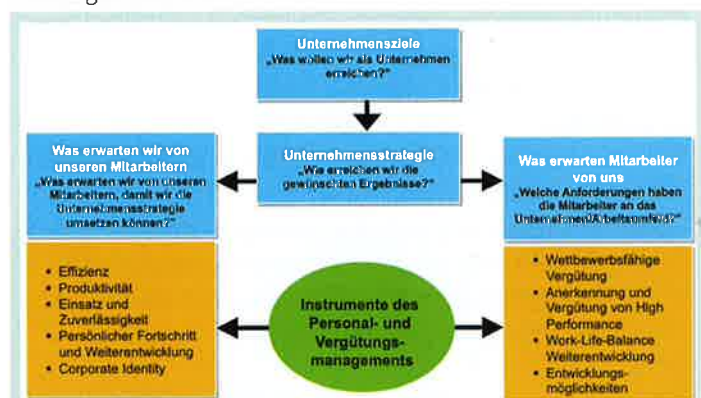 Unternehmensziele
„Was wollen wir als Unternehmen
erreichen?"
Unternehmensstrategie
„Wie erreichen wir die
gewünschten Ergebnisse?"
Was erwarten wir von
unseren Mitarbeitern
„Was erwarten wir von unseren
Mitarbeitern, damit wir die
Unternehmensstrategie
umsetzen können?"
Was erwarten Mitarbeiter
von uns
„Welche Anforderungen haben
die Mitarbeiter an das
Unternehmen/Arbeitsumfeld?"
• Effizienz
• Produktivität
• Einsatz und
Zuverlässigkeit
• Persönlicher Fortschritt
und Weiterentwicklung
• Corporate Identity
Instrumente des
Personal- und
Vergütungs-
managements
• Wettbewerbsfähige
Vergütung
• Anerkennung und
Vergütung von High
Performance
• Work-Life-Balance
Weiterentwicklung
• Entwicklungs-
möglichkeiten